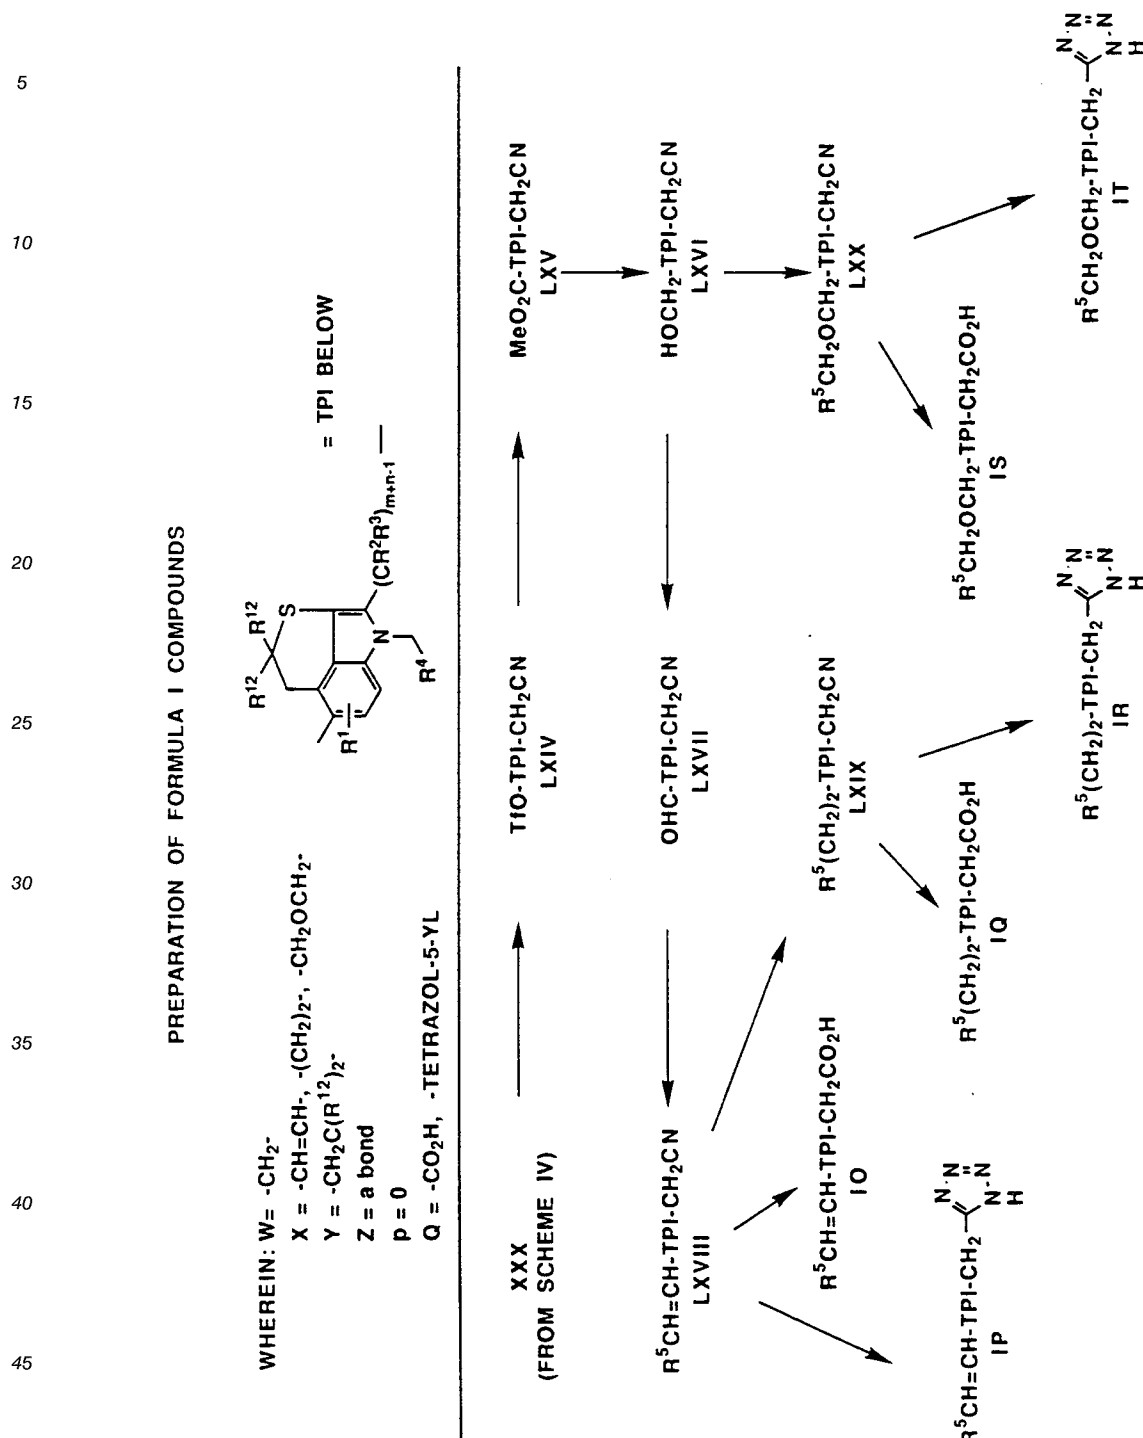 5
10
15
20
25
30
35
40
45
PREPARATION OF FORMULA I COMPOUNDS
WHEREIN: W= -CH₂-
X = -CH=CH-, -(CH₂)₂-, -CH₂OCH₂-
Y = -CH₂C(R¹²)₂-
Z = a bond
p = 0
Q = -CO₂H, -TETRAZOL-5-YL
R¹² R¹²
S
(CR²R³)ₘ₊ₙ₋₁
N
R¹
R⁴
= TPI BELOW
XXX
(FROM SCHEME IV)
TfO-TPI-CH₂CN
LXIV
MeO₂C-TPI-CH₂CN
LXV
R⁵CH=CH-TPI-CH₂CN
LXVIII
OHC-TPI-CH₂CN
LXVII
HOCH₂-TPI-CH₂CN
LXVI
R⁵CH=CH-TPI-CH₂CO₂H
IO
R⁵(CH₂)₂-TPI-CH₂CN
LXIX
R⁵CH₂OCH₂-TPI-CH₂CN
LXX
R⁵CH=CH-TPI-CH₂
N N
N N
H
IP
R⁵(CH₂)₂-TPI-CH₂CO₂H
IQ
R⁵CH₂OCH₂-TPI-CH₂CO₂H
IS
R⁵(CH₂)₂-TPI-CH₂
N N
N N
H
IR
R⁵CH₂OCH₂-TPI-CH₂
N N
N N
H
IT